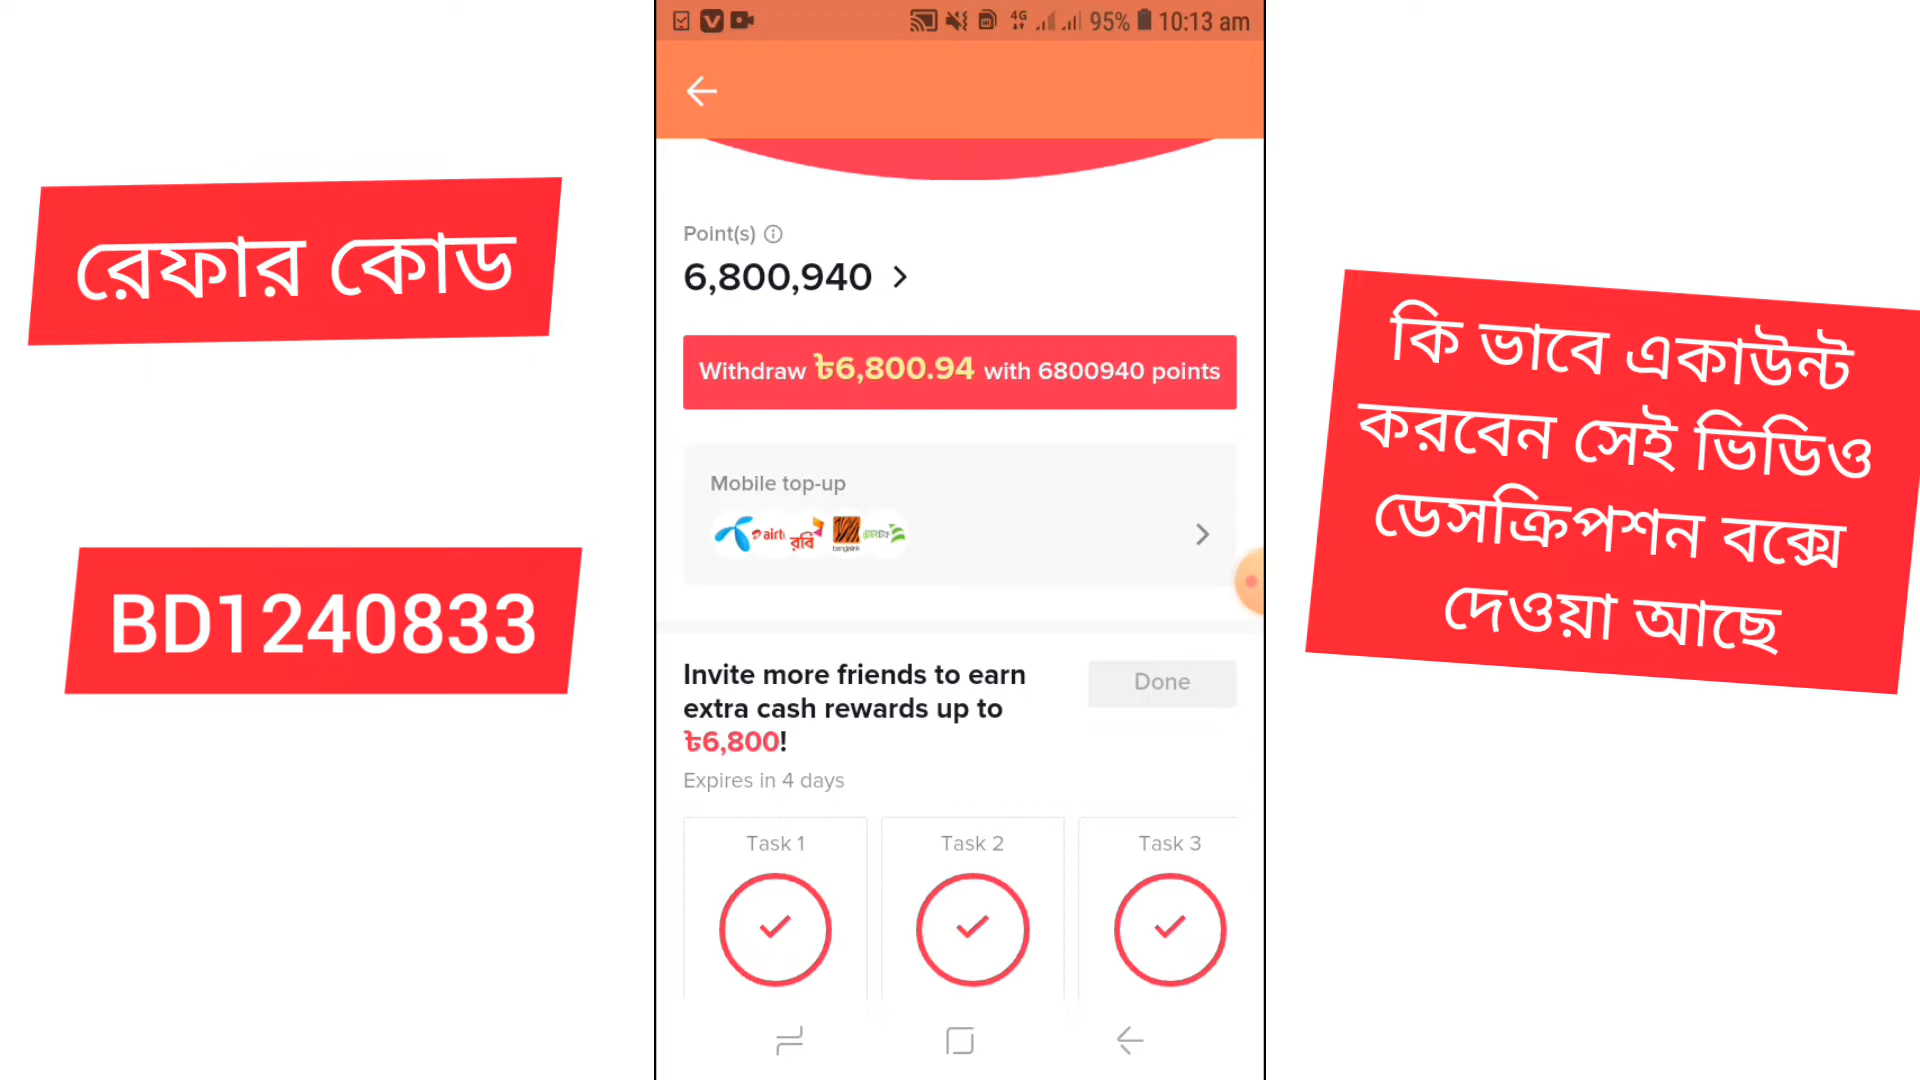 95% 10:13 am
রেফার কোড
BD1240833
Point(s)
6,800,940
Withdraw ৳6,800.94 with 6800940 points
Mobile top-up
রবি
banglalink
Invite more friends to earn
extra cash rewards up to
৳6,800!
Done
Expires in 4 days
Task 1
Task 2
Task 3
কি ভাবে একাউন্ট
করবেন সেই ভিডিও
ডেসক্রিপশন বক্সে
দেওয়া আছে